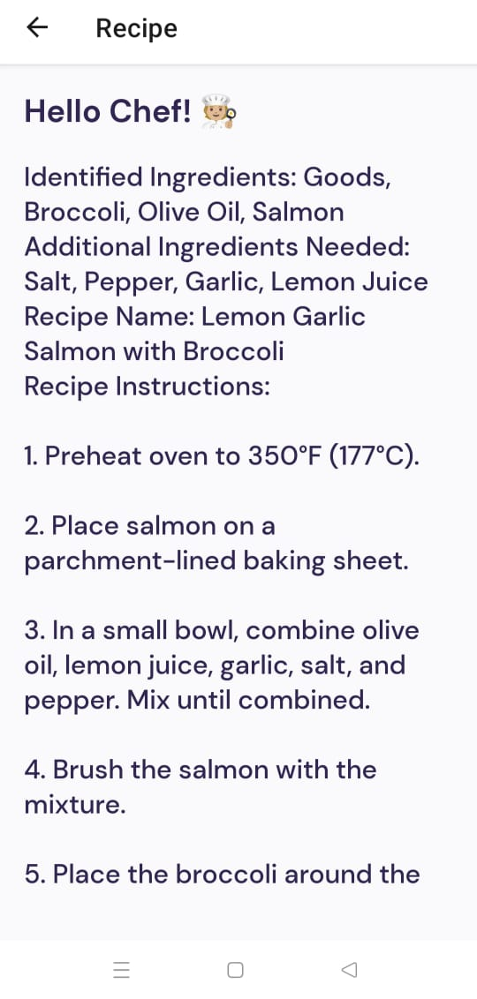 Recipe
Hello Chef! 🧑🏼‍🍳
Identified Ingredients: Goods,
Broccoli, Olive Oil, Salmon
Additional Ingredients Needed:
Salt, Pepper, Garlic, Lemon Juice
Recipe Name: Lemon Garlic
Salmon with Broccoli
Recipe Instructions:
1. Preheat oven to 350°F (177°C).
2. Place salmon on a
parchment-lined baking sheet.
3. In a small bowl, combine olive
oil, lemon juice, garlic, salt, and
pepper. Mix until combined.
4. Brush the salmon with the
mixture.
5. Place the broccoli around the